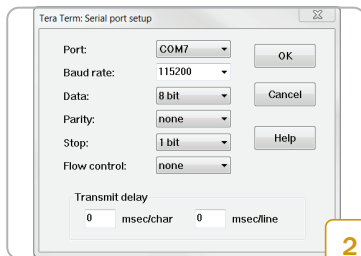 Tera Term: Serial port setup
Port: COM7 OK
Baud rate: 115200
Data: 8 bit Cancel
Parity: none
Stop: 1 bit Help
Flow control: none
Transmit delay
0 msec/char 0 msec/line
2